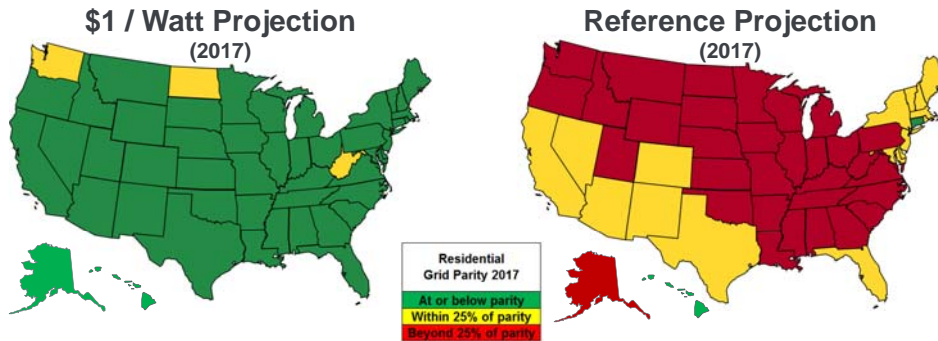 $1 / Watt Projection
(2017)
Reference Projection
(2017)
Residential
Grid Parity 2017
At or below parity
Within 25% of parity
Beyond 25% of parity